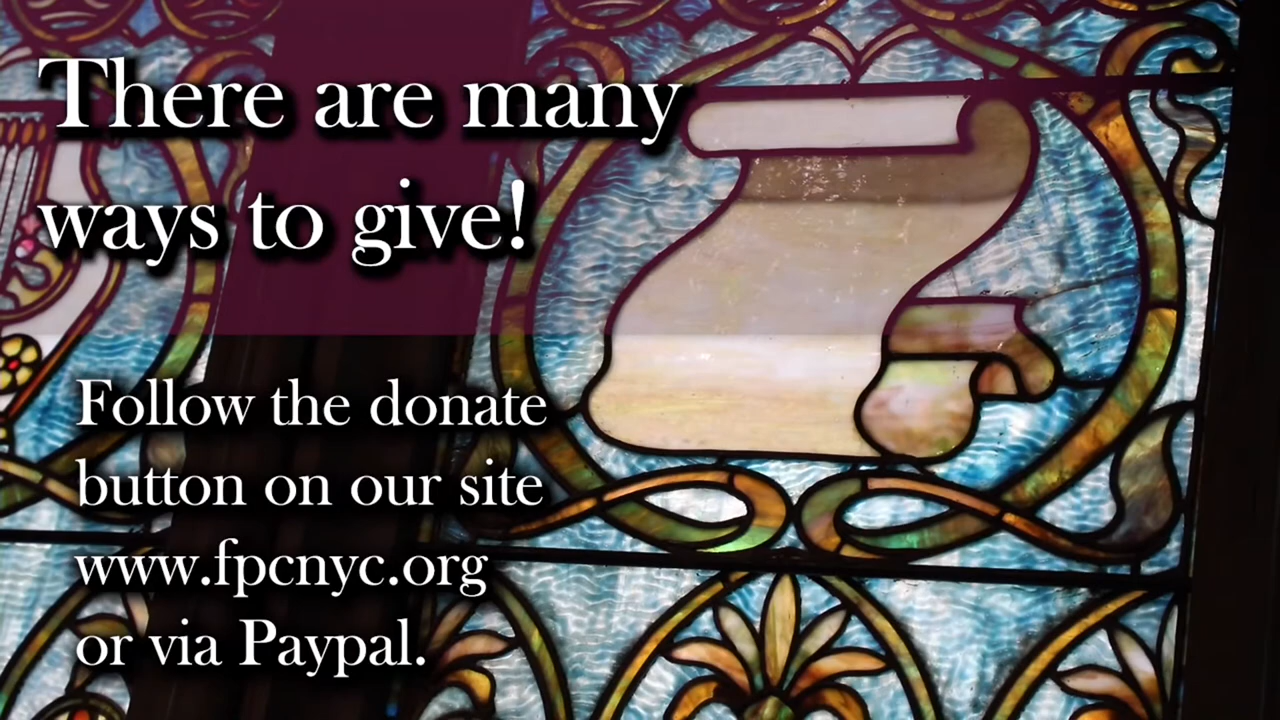 There are many
ways to give!
Follow the donate
button on our site
www.fpcnyc.org
or via Paypal.